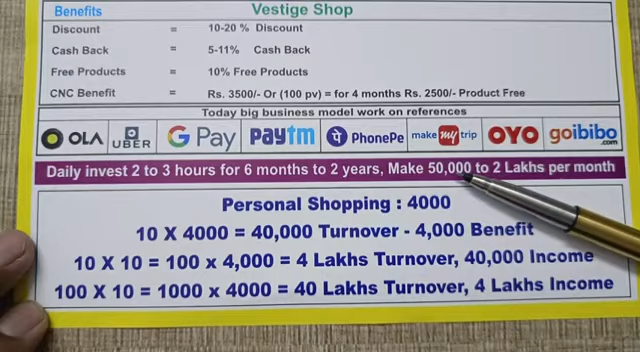 Benefits Vestige Shop
Discount = 10-20 % Discount
Cash Back = 5-11% Cash Back
Free Products = 10% Free Products
CNC Benefit = Rs. 3500/- Or (100 pv) = for 4 months Rs. 2500/- Product Free
Today big business model work on references
OLA UBER G Pay paytm PhonePe make my trip OYO goibibo.com
Daily invest 2 to 3 hours for 6 months to 2 years, Make 50,000 to 2 Lakhs per month
Personal Shopping : 4000
10 X 4000 = 40,000 Turnover - 4,000 Benefit
10 X 10 = 100 x 4,000 = 4 Lakhs Turnover, 40,000 Income
100 X 10 = 1000 x 4000 = 40 Lakhs Turnover, 4 Lakhs Income